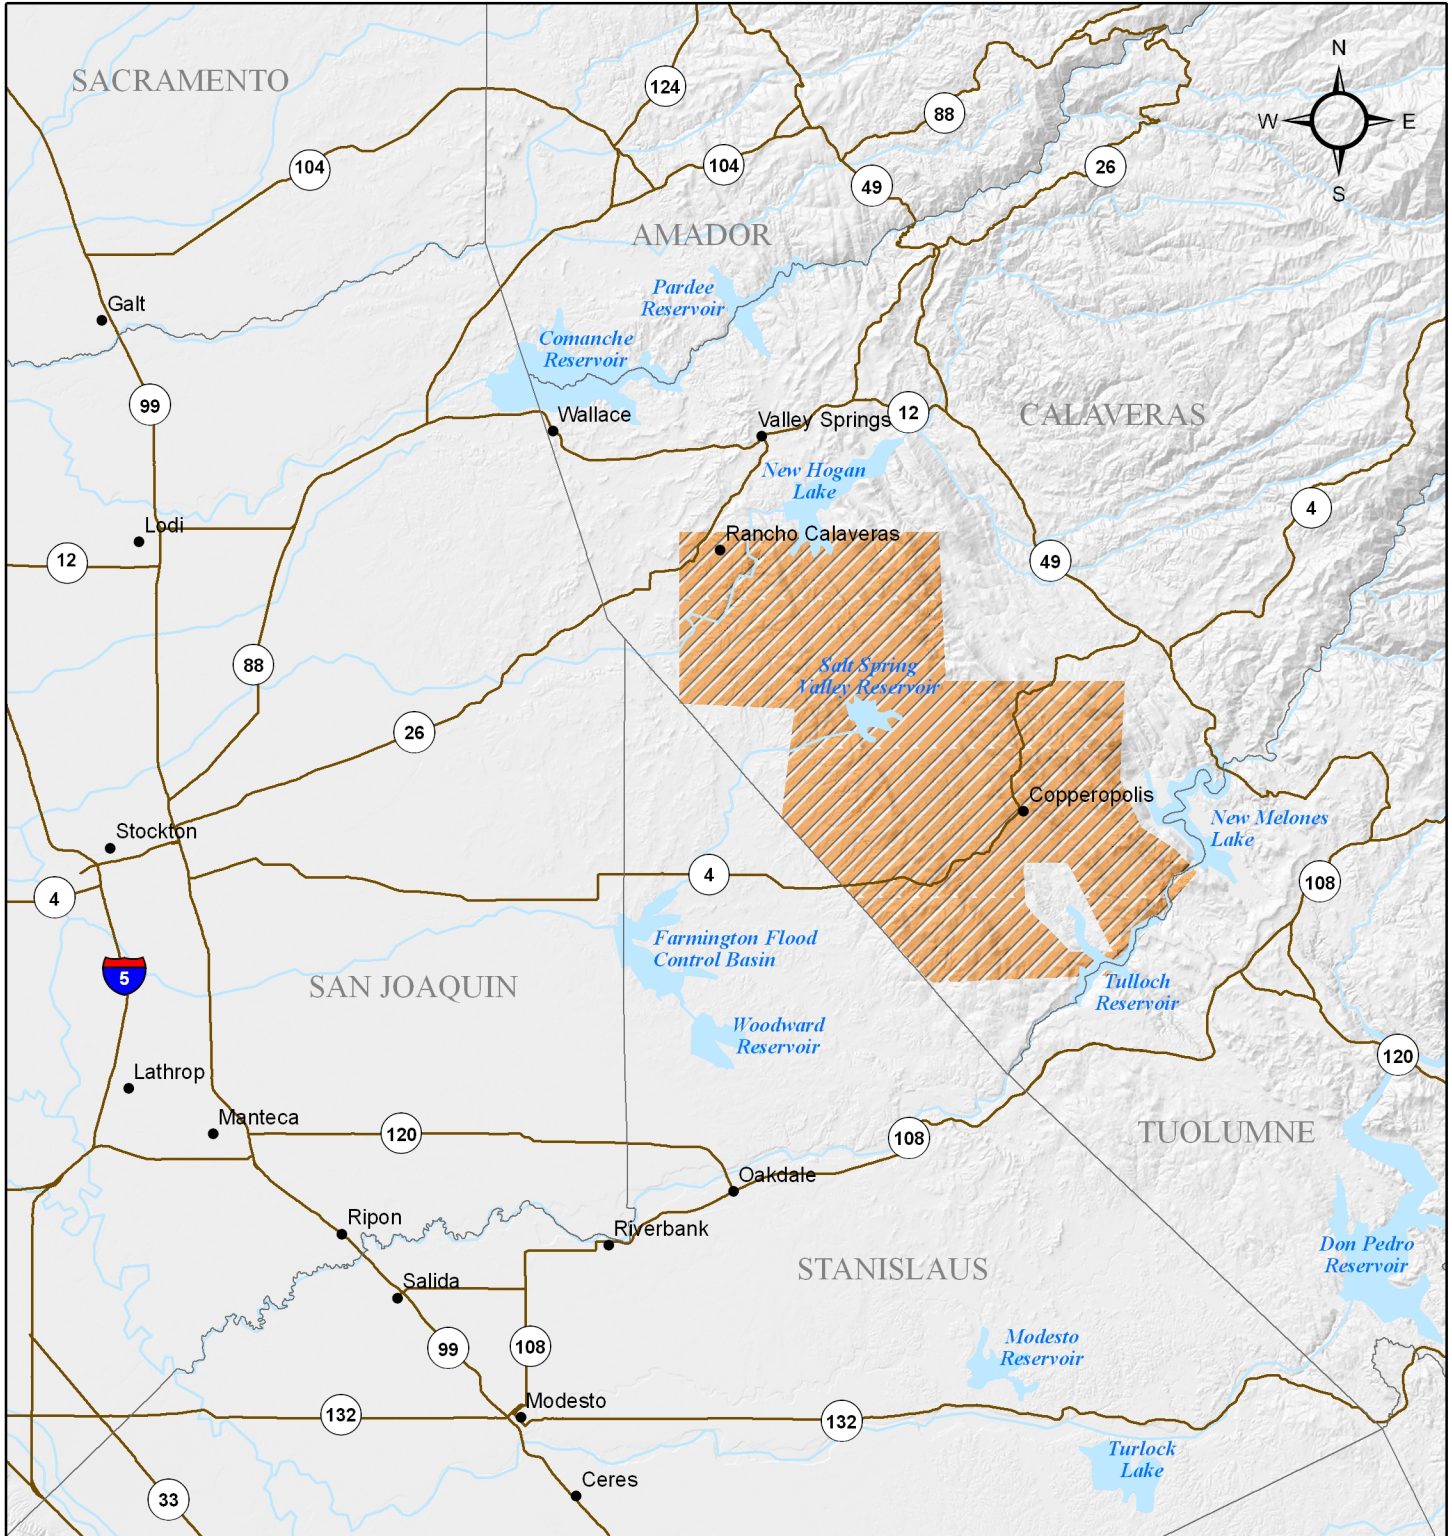 N
W E
S
SACRAMENTO
124
88
104
104
26
49
AMADOR
Pardee
Reservoir
Galt
Comanche
Reservoir
99
Wallace
Valley Springs
12
CALAVERAS
New Hogan
Lake
4
Lodi
Rancho Calaveras
12
49
88
Salt Spring
Valley Reservoir
26
Copperopolis
New Melones
Lake
Stockton
4
4
108
Farmington Flood
Control Basin
5
SAN JOAQUIN
Tulloch
Reservoir
Woodward
Reservoir
120
Lathrop
Manteca
120
108
TUOLUMNE
Oakdale
Ripon
Riverbank
Don Pedro
Reservoir
STANISLAUS
Salida
99
108
Modesto
Reservoir
Modesto
132
132
Turlock
Lake
Ceres
33